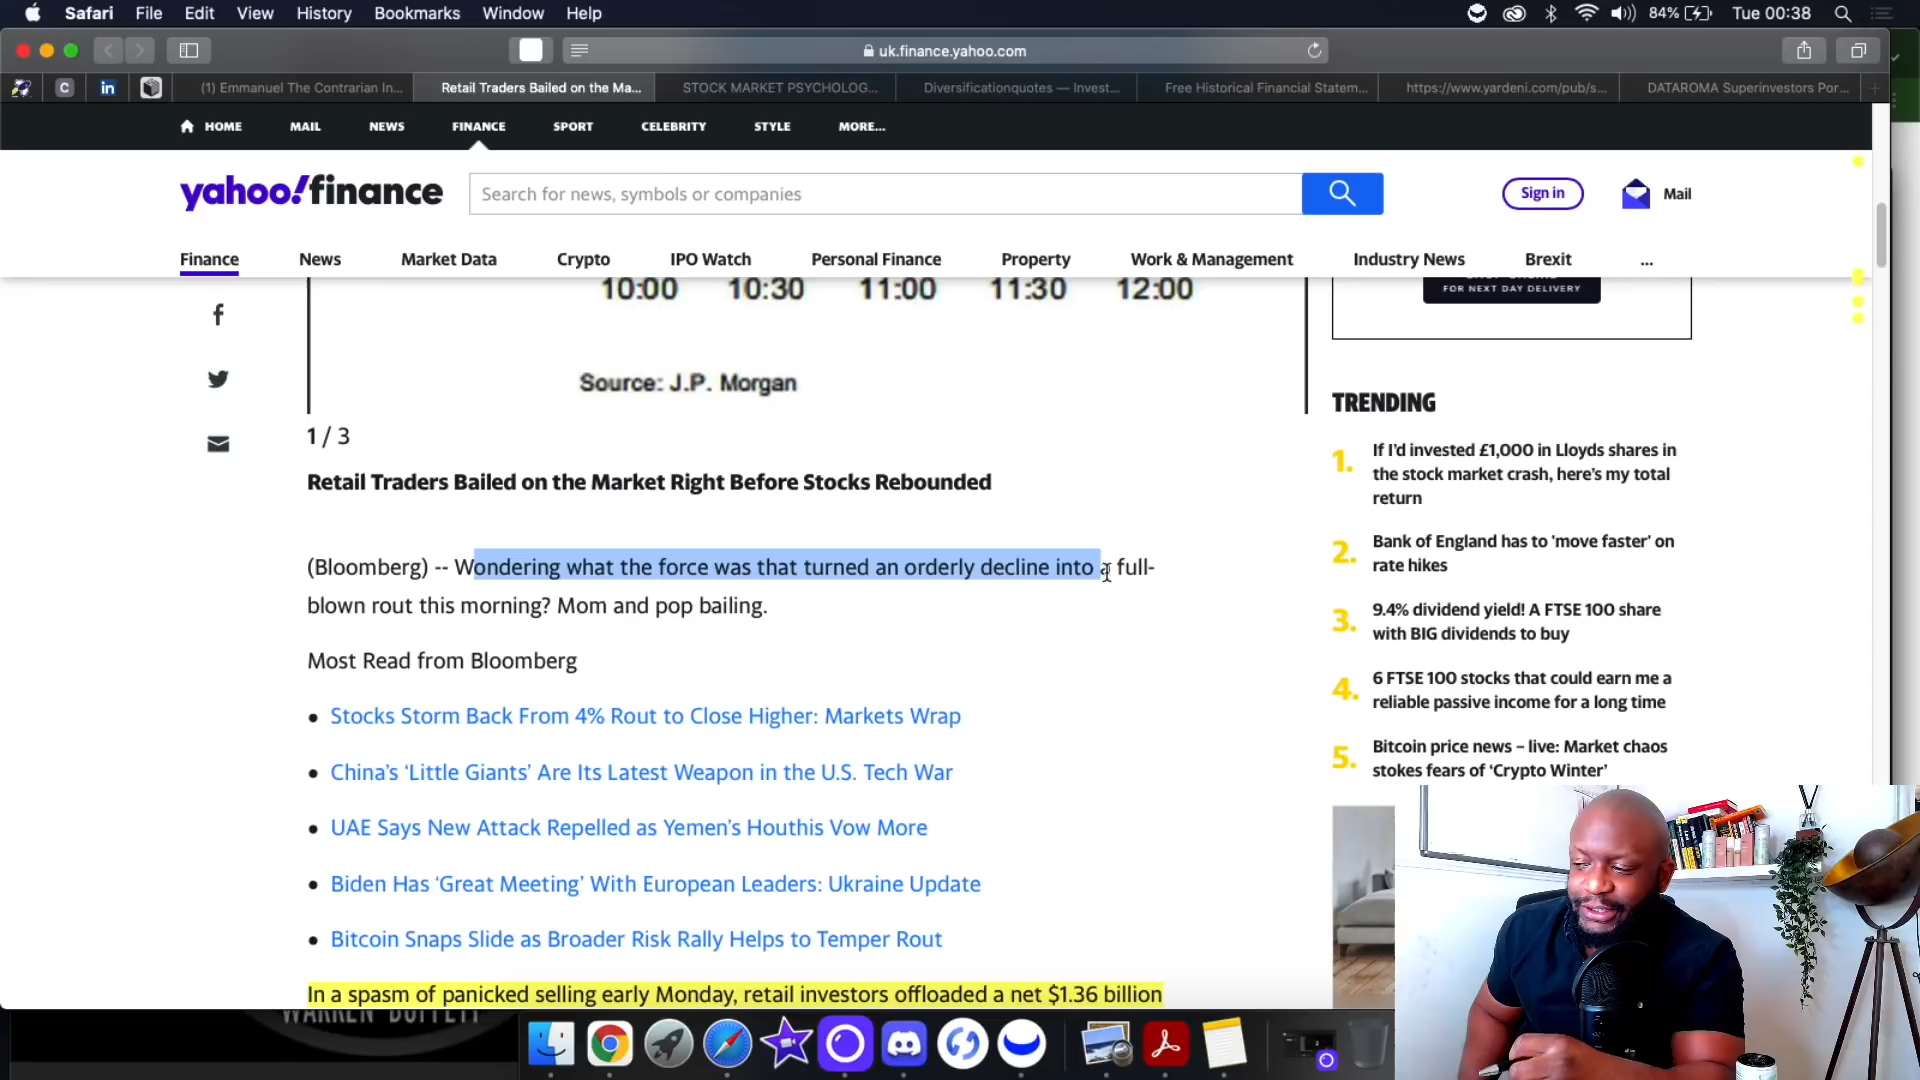 Safari File Edit View History Bookmarks Window Help 84% Tue 00:38
uk.finance.yahoo.com
C in (1) Emmanuel The Contrarian In... Retail Traders Bailed on the Ma... STOCK MARKET PSYCHOLOG... Diversificationquotes — Invest... Free Historical Financial Statem... https://www.yardeni.com/pub/s... DATAROMA Superinvestors Por...
HOME MAIL NEWS FINANCE SPORT CELEBRITY STYLE MORE...
yahoo!finance Search for news, symbols or companies Sign in Mail
Finance News Market Data Crypto IPO Watch Personal Finance Property Work & Management Industry News Brexit ...
10:00 10:30 11:00 11:30 12:00
Source: J.P. Morgan
1 / 3
Retail Traders Bailed on the Market Right Before Stocks Rebounded
(Bloomberg) -- Wondering what the force was that turned an orderly decline into a full-
blown rout this morning? Mom and pop bailing.
Most Read from Bloomberg
• Stocks Storm Back From 4% Rout to Close Higher: Markets Wrap
• China's 'Little Giants' Are Its Latest Weapon in the U.S. Tech War
• UAE Says New Attack Repelled as Yemen's Houthis Vow More
• Biden Has 'Great Meeting' With European Leaders: Ukraine Update
• Bitcoin Snaps Slide as Broader Risk Rally Helps to Temper Rout
In a spasm of panicked selling early Monday, retail investors offloaded a net $1.36 billion
FOR NEXT DAY DELIVERY
TRENDING
1. If I'd invested £1,000 in Lloyds shares in
the stock market crash, here's my total
return
2. Bank of England has to 'move faster' on
rate hikes
3. 9.4% dividend yield! A FTSE 100 share
with BIG dividends to buy
4. 6 FTSE 100 stocks that could earn me a
reliable passive income for a long time
5. Bitcoin price news – live: Market chaos
stokes fears of 'Crypto Winter'
WARREN BUFFETT